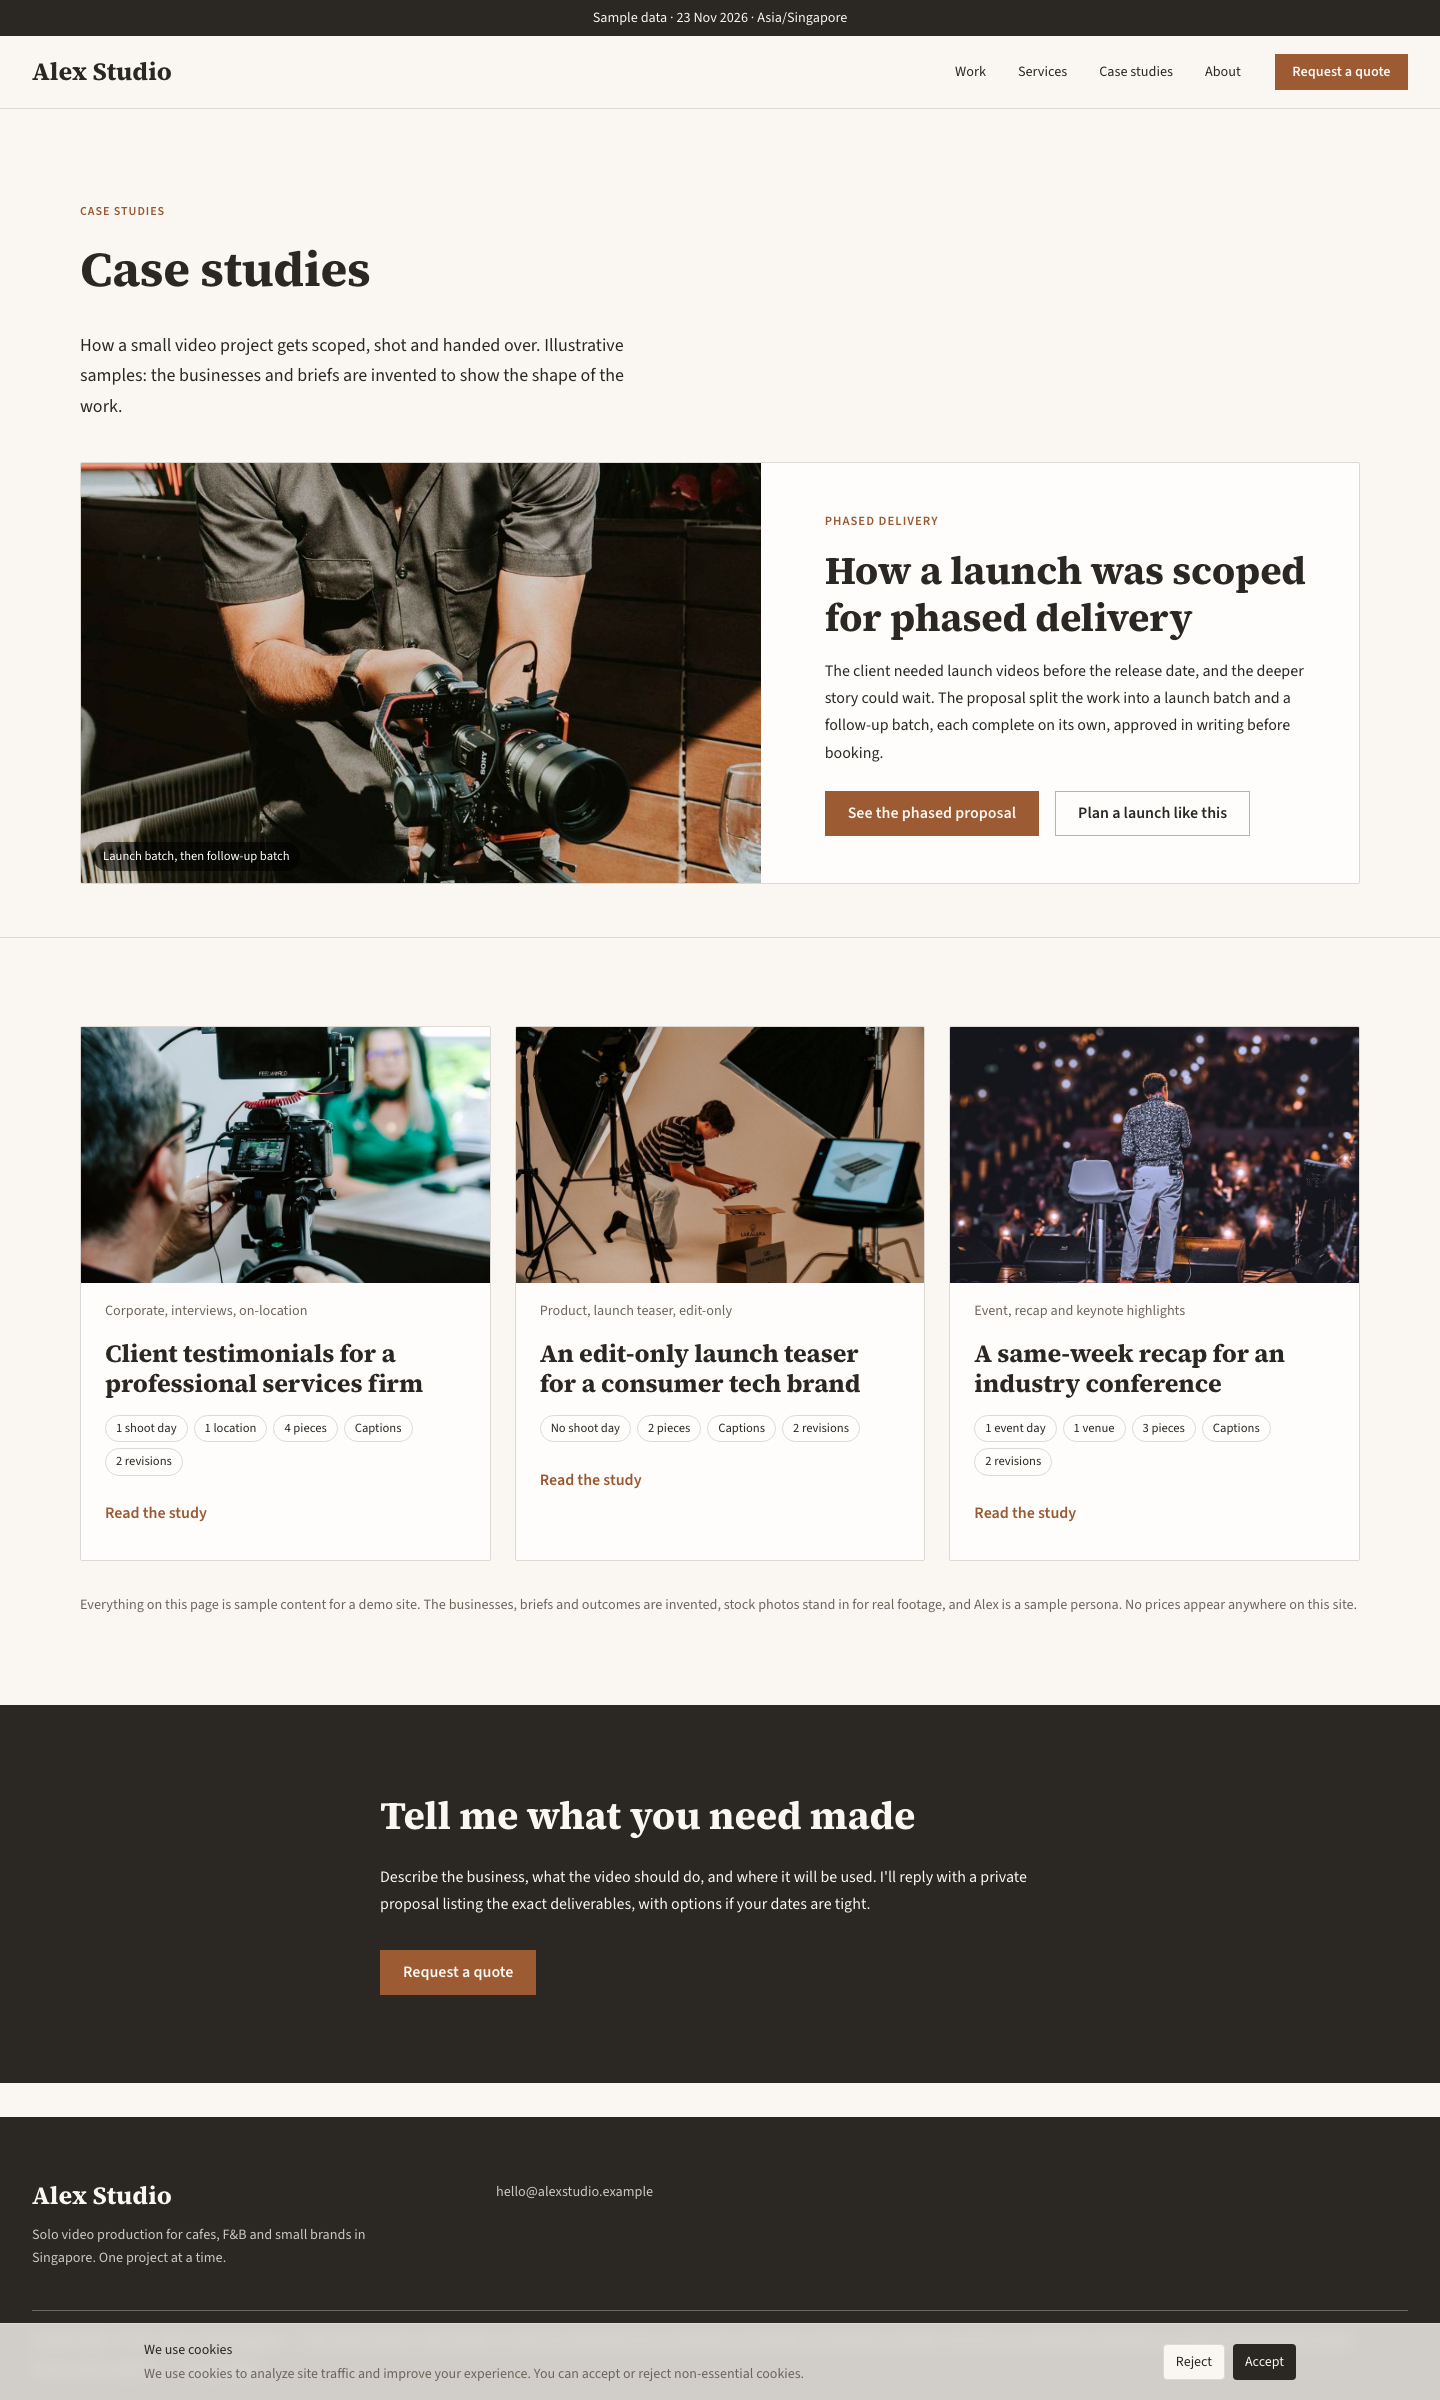 Sample data · 23 Nov 2026 · Asia/Singapore
Alex Studio
Work
Services
Case studies
About
Request a quote
CASE STUDIES
Case studies
How a small video project gets scoped, shot and handed over. Illustrative
samples: the businesses and briefs are invented to show the shape of the
work.
SONY
Launch batch, then follow-up batch
PHASED DELIVERY
How a launch was scoped
for phased delivery
The client needed launch videos before the release date, and the deeper
story could wait. The proposal split the work into a launch batch and a
follow-up batch, each complete on its own, approved in writing before
booking.
See the phased proposal
Plan a launch like this
FEELWORLD
Corporate, interviews, on-location
Client testimonials for a
professional services firm
1 shoot day
1 location
4 pieces
Captions
2 revisions
Read the study
Product, launch teaser, edit-only
An edit-only launch teaser
for a consumer tech brand
No shoot day
2 pieces
Captions
2 revisions
Read the study
Event, recap and keynote highlights
A same-week recap for an
industry conference
1 event day
1 venue
3 pieces
Captions
2 revisions
Read the study
Everything on this page is sample content for a demo site. The businesses, briefs and outcomes are invented, stock photos stand in for real footage, and Alex is a sample persona. No prices appear anywhere on this site.
Tell me what you need made
Describe the business, what the video should do, and where it will be used. I'll reply with a private
proposal listing the exact deliverables, with options if your dates are tight.
Request a quote
Alex Studio
Solo video production for cafes, F&B and small brands in
Singapore. One project at a time.
hello@alexstudio.example
We use cookies
We use cookies to analyze site traffic and improve your experience. You can accept or reject non-essential cookies.
Reject
Accept